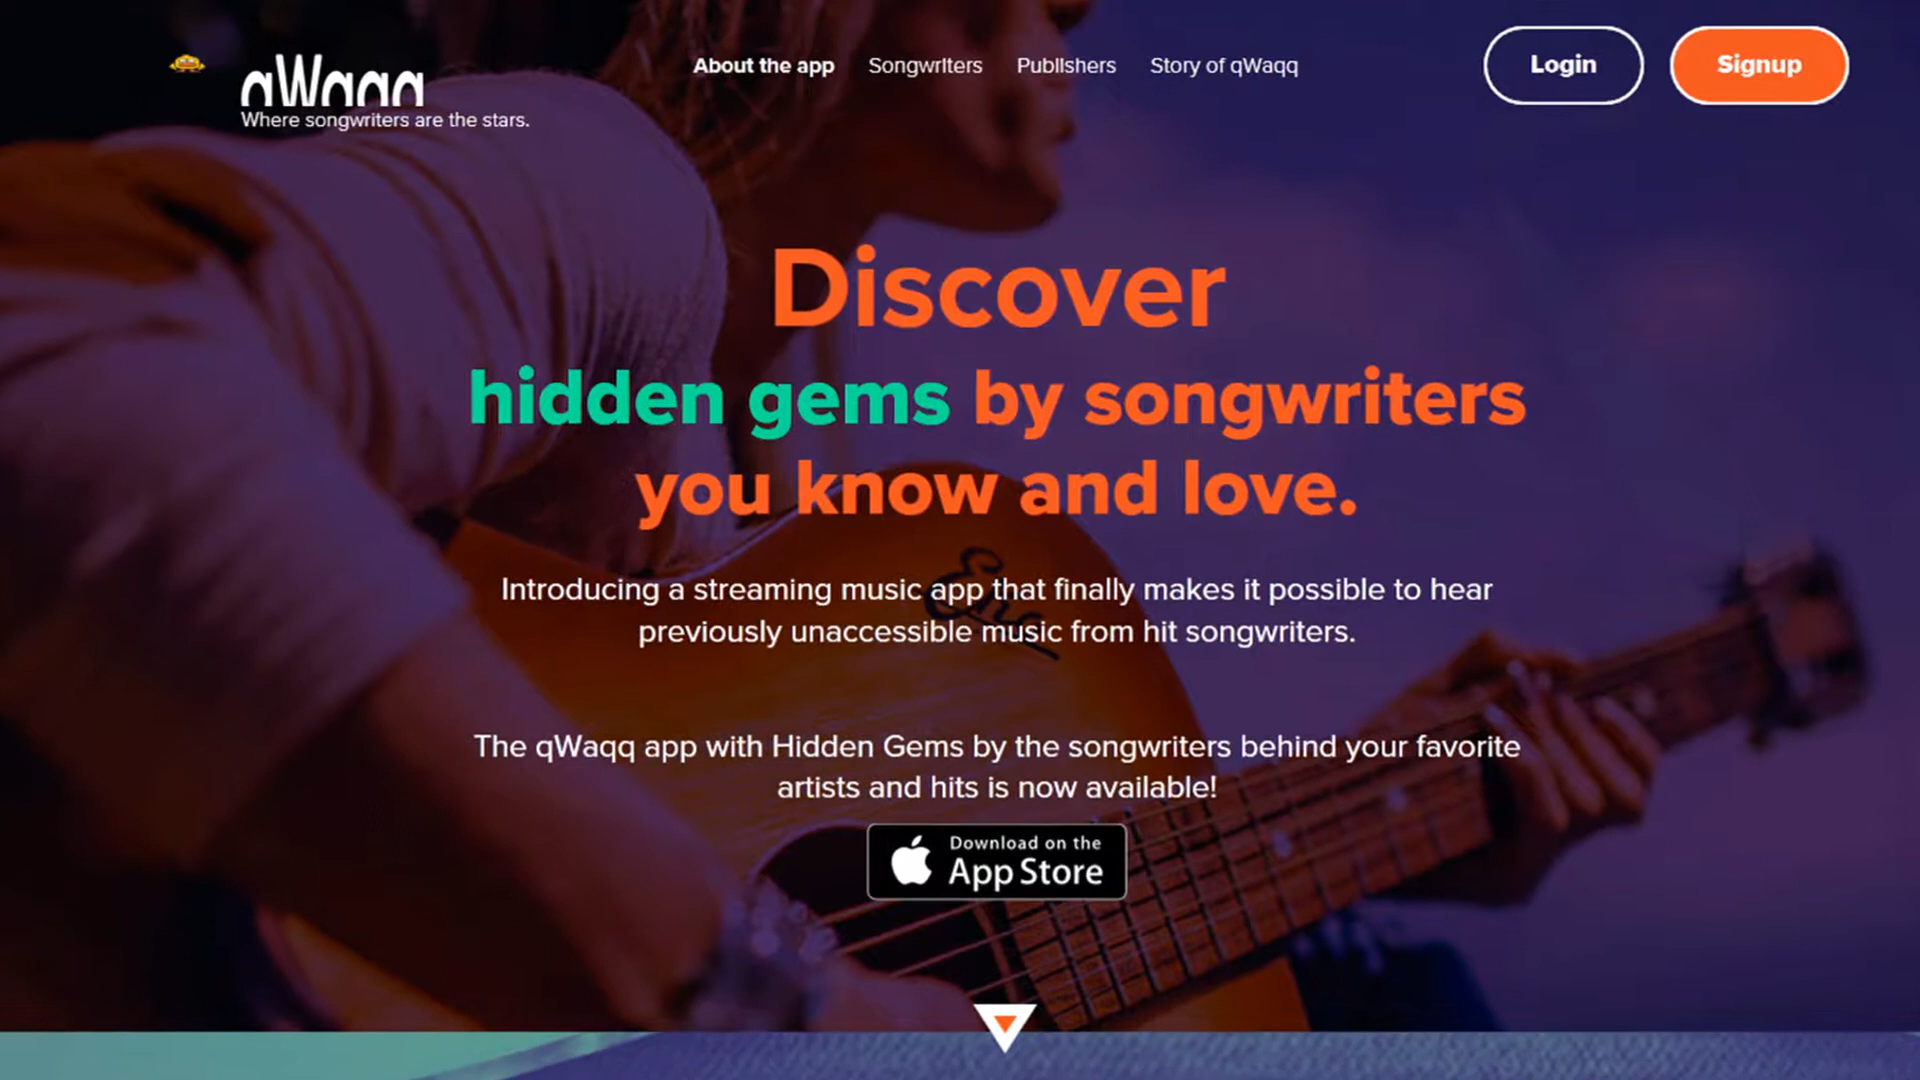 qWaqq
Where songwriters are the stars.
About the app
Songwriters
Publishers
Story of qWaqq
Login
Signup
Discover
hidden gems by songwriters
you know and love.
Introducing a streaming music app that finally makes it possible to hear
previously unaccessible music from hit songwriters.
The qWaqq app with Hidden Gems by the songwriters behind your favorite
artists and hits is now available!
Download on the
App Store